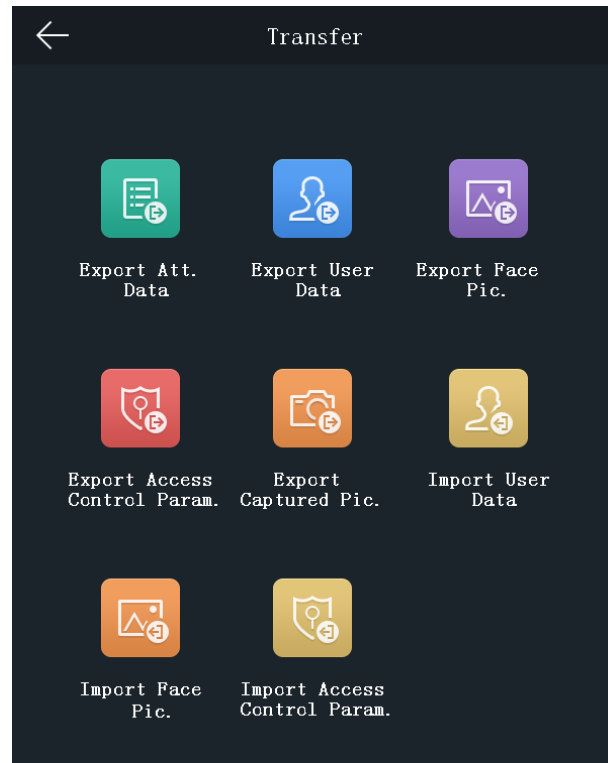 Transfer
Export Att.
Data
Export User
Data
Export Face
Pic.
Export Access
Control Param.
Export
Captured Pic.
Import User
Data
Import Face
Pic.
Import Access
Control Param.